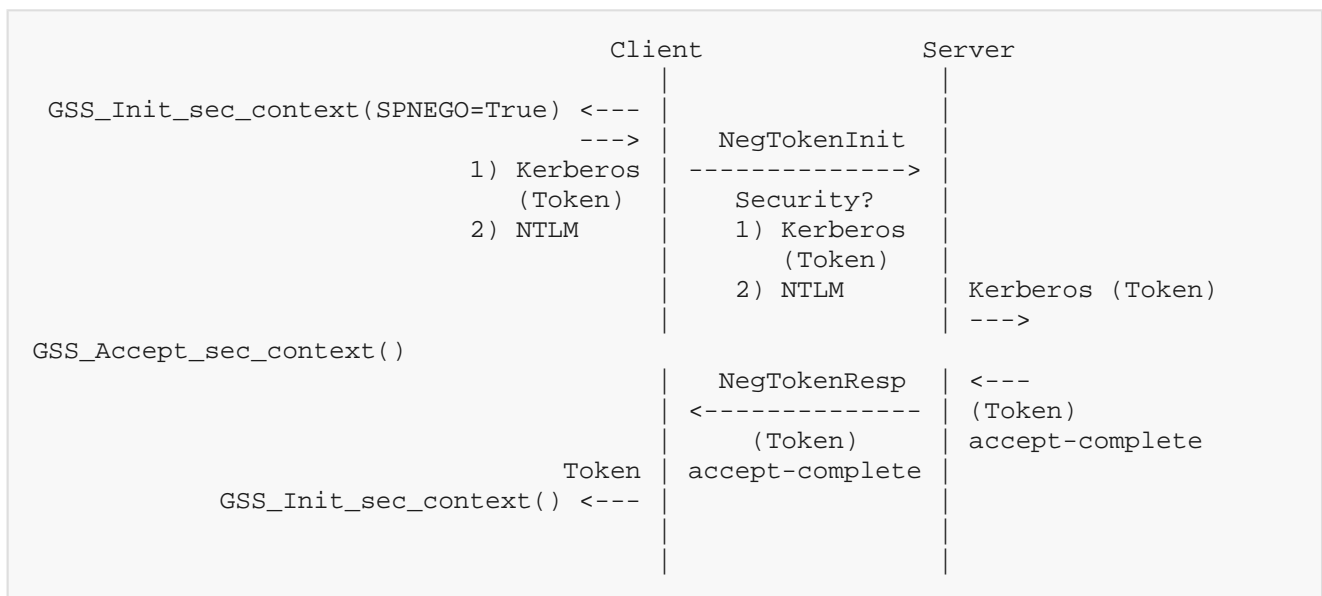 Client Server
| |
GSS_Init_sec_context(SPNEGO=True) <--- | |
---> | NegTokenInit |
1) Kerberos | --------------> |
(Token) | Security? |
2) NTLM | 1) Kerberos |
| (Token) |
| 2) NTLM | Kerberos (Token)
| | --->
GSS_Accept_sec_context()
| NegTokenResp | <---
| <-------------- | (Token)
| (Token) | accept-complete
Token | accept-complete |
GSS_Init_sec_context() <--- | |
| |
| |